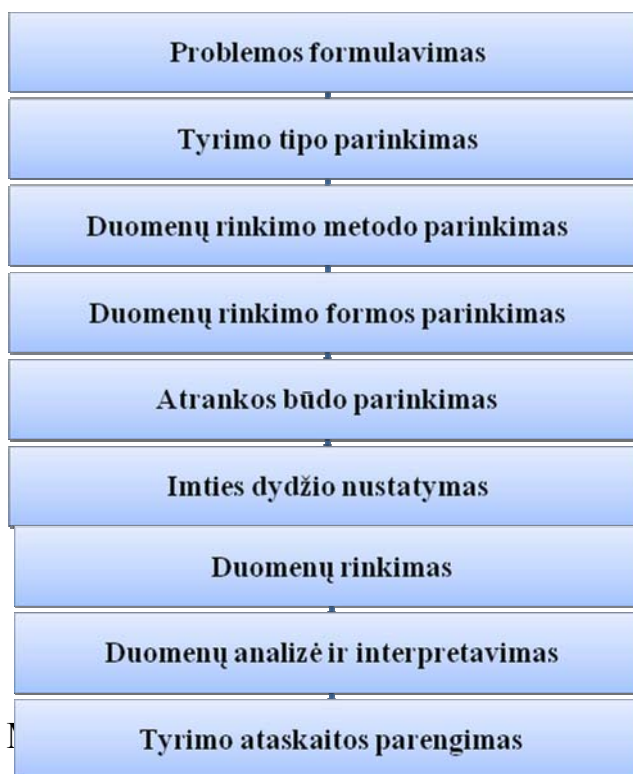 Problemos formulavimas
Tyrimo tipo parinkimas
Duomenų rinkimo metodo parinkimas
Duomenų rinkimo formos parinkimas
Atrankos būdo parinkimas
Imties dydžio nustatymas
Duomenų rinkimas
Duomenų analizė ir interpretavimas
Tyrimo ataskaitos parengimas